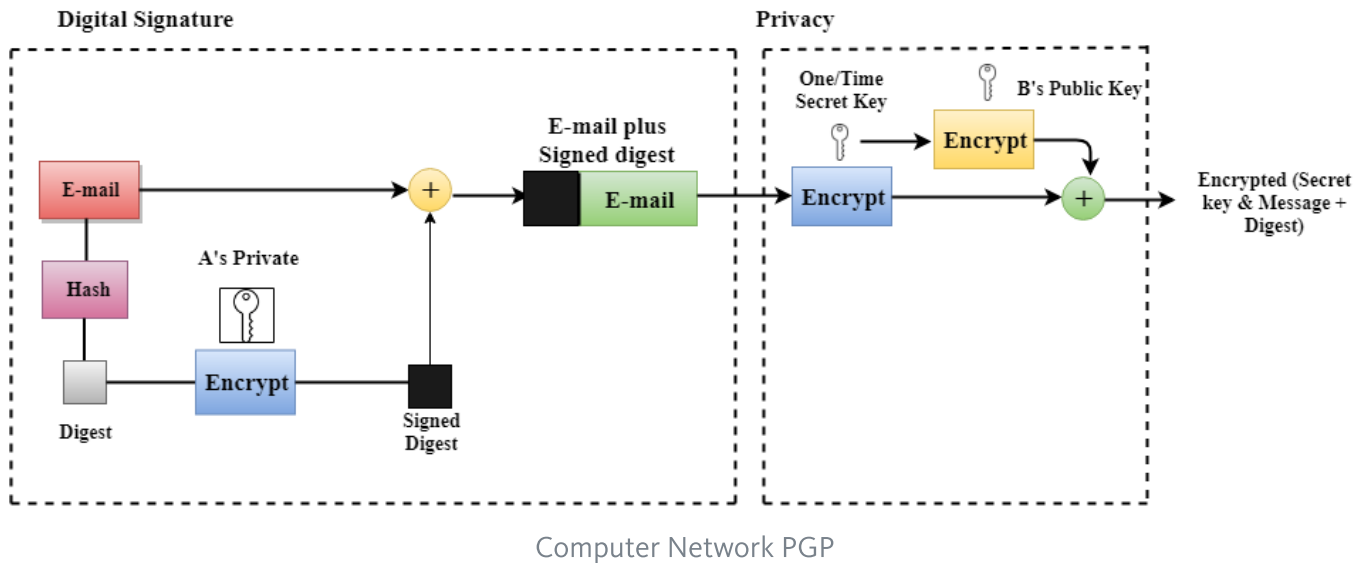 Digital Signature
Privacy
One/Time
Secret Key
B's Public Key
E-mail plus
Signed digest
Encrypt
E-mail
+
E-mail
Encrypt
+
Encrypted (Secret
key & Message +
Digest)
A's Private
Hash
Encrypt
Digest
Signed
Digest
Computer Network PGP